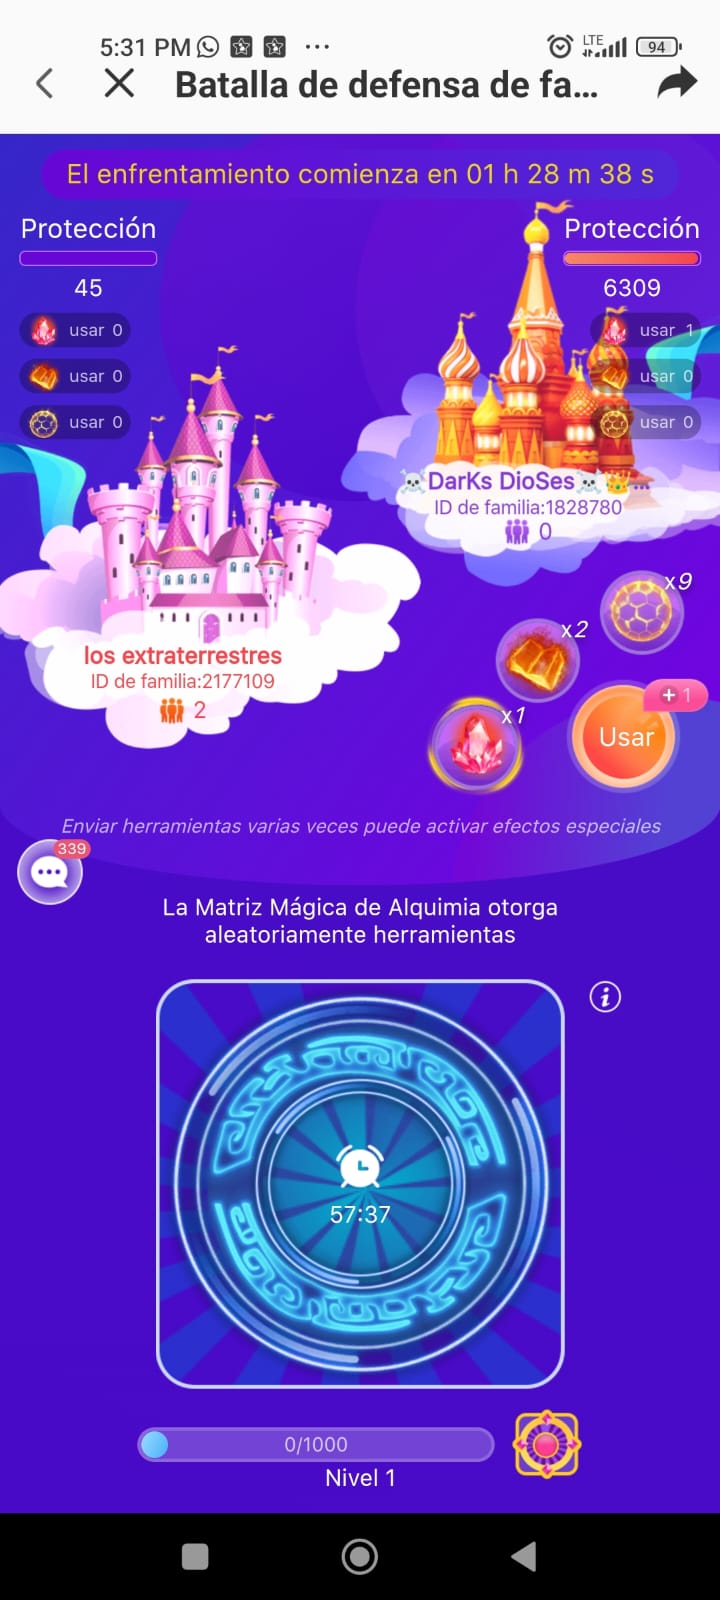 5:31 PM
LTE
94
Batalla de defensa de fa...
El enfrentamiento comienza en 01 h 28 m 38 s
Protección
45
usar 0
usar 0
usar 0
Protección
6309
usar 1
usar 0
usar 0
☠️DarKs DioSes☠️👑...
ID de familia:1828780
0
los extraterrestres
ID de familia:2177109
2
x9
x2
x1
+ 1
Usar
Enviar herramientas varias veces puede activar efectos especiales
339
La Matriz Mágica de Alquimia otorga
aleatoriamente herramientas
57:37
0/1000
Nivel 1